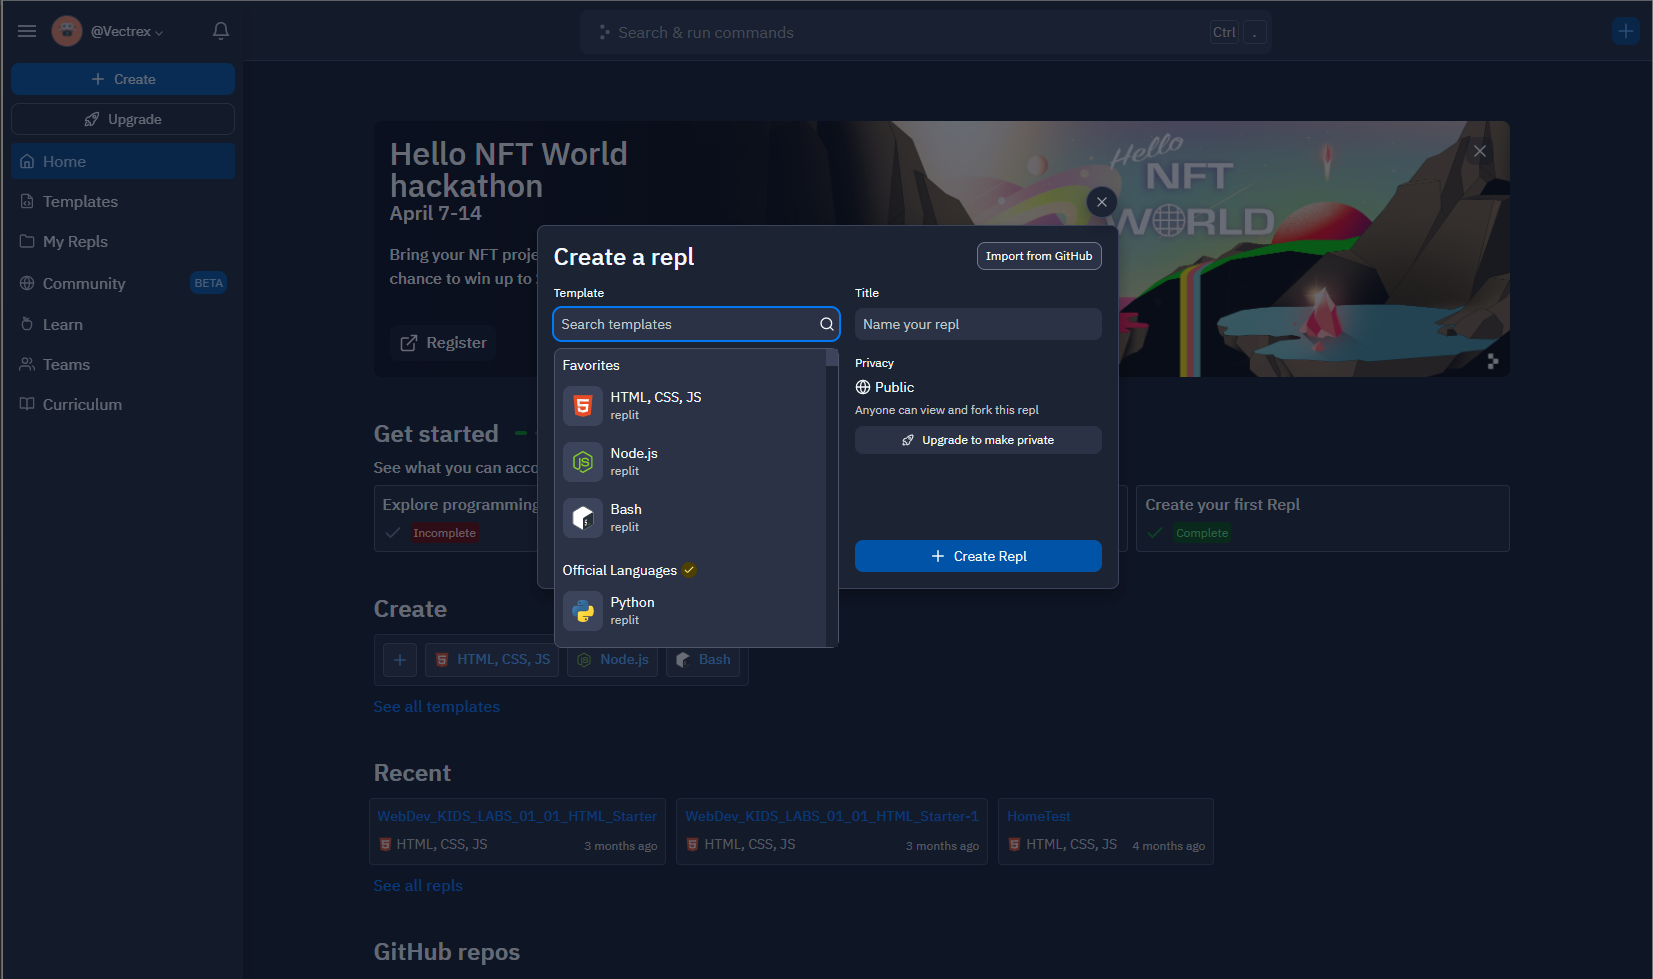 @Vectrex
Search & run commands
Ctrl
.
Create
Upgrade
Home
Templates
My Repls
Community
BETA
Learn
Teams
Curriculum
Hello NFT World
hackathon
April 7-14
Bring your NFT proje
chance to win up to
Register
Hello
NFT
WORLD
Create a repl
Import from GitHub
Template
Search templates
Favorites
HTML, CSS, JS
replit
Node.js
replit
Bash
replit
Official Languages
Python
replit
Title
Name your repl
Privacy
Public
Anyone can view and fork this repl
Upgrade to make private
Create Repl
Get started
See what you can acco
Explore programming
Incomplete
Create your first Repl
Complete
Create
HTML, CSS, JS
Node.js
Bash
See all templates
Recent
WebDev_KIDS_LABS_01_01_HTML_Starter
HTML, CSS, JS
3 months ago
WebDev_KIDS_LABS_01_01_HTML_Starter-1
HTML, CSS, JS
3 months ago
HomeTest
HTML, CSS, JS
4 months ago
See all repls
GitHub repos